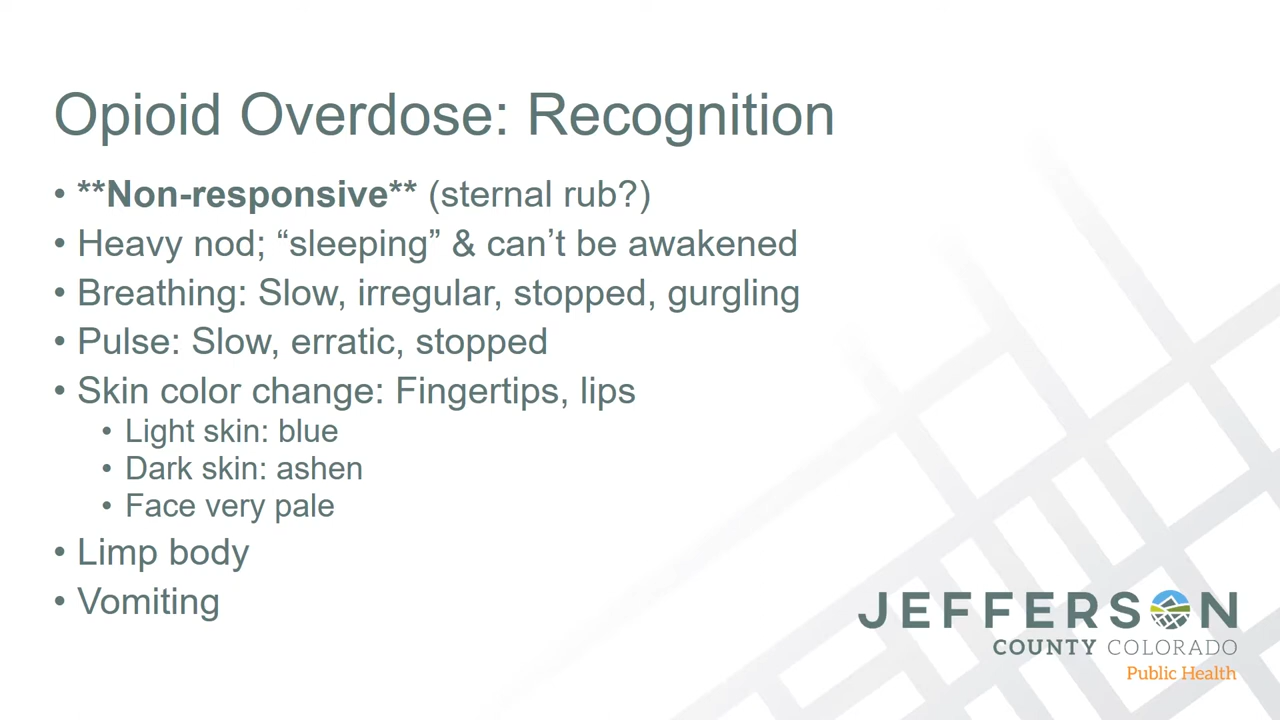 Opioid Overdose: Recognition
• **Non-responsive** (sternal rub?)
• Heavy nod; “sleeping” & can’t be awakened
• Breathing: Slow, irregular, stopped, gurgling
• Pulse: Slow, erratic, stopped
• Skin color change: Fingertips, lips
• Light skin: blue
• Dark skin: ashen
• Face very pale
• Limp body
• Vomiting
JEFFERSON
COUNTY COLORADO
Public Health